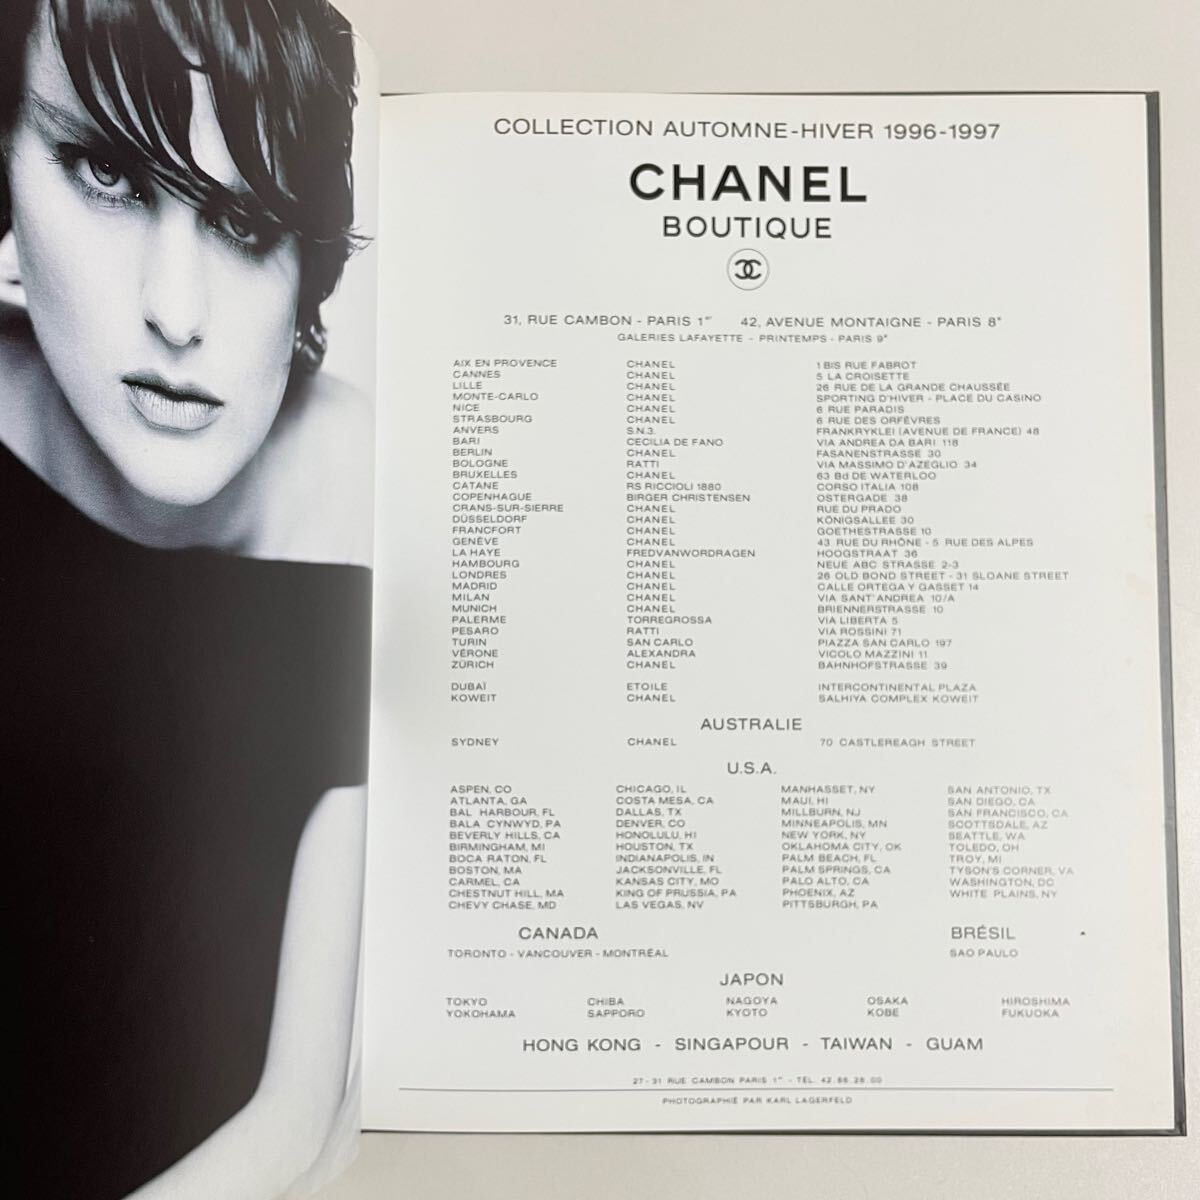 COLLECTION AUTOMNE-HIVER 1996-1997
CHANEL
BOUTIQUE
31, RUE CAMBON - PARIS 1er 42, AVENUE MONTAIGNE - PARIS 8e
GALERIES LAFAYETTE - PRINTEMPS - PARIS 9e
AIX EN PROVENCE CHANEL 1 BIS RUE FABROT
CANNES CHANEL 5 LA CROISETTE
LILLE CHANEL 26 RUE DE LA GRANDE CHAUSSÉE
MONTE-CARLO CHANEL SPORTING D'HIVER - PLACE DU CASINO
NICE CHANEL 6 RUE PARADIS
STRASBOURG CHANEL 6 RUE DES ORFÈVRES
ANVERS S.N.3. FRANKRYKLEI (AVENUE DE FRANCE) 48
BARI CECILIA DE FANO VIA ANDREA DA BARI 118
BERLIN CHANEL FASANENSTRASSE 30
BOLOGNE RATTI VIA MASSIMO D'AZEGLIO 34
BRUXELLES CHANEL 63 Bd DE WATERLOO
CATANE RS RICCIOLI 1880 CORSO ITALIA 108
COPENHAGUE BIRGER CHRISTENSEN OSTERGADE 38
CRANS-SUR-SIERRE CHANEL RUE DU PRADO
DÜSSELDORF CHANEL KÖNIGSALLEE 30
FRANCFORT CHANEL GOETHESTRASSE 10
GENÈVE CHANEL 43 RUE DU RHÔNE - 5 RUE DES ALPES
LA HAYE FREDVANWORDRAGEN HOOGSTRAAT 36
HAMBOURG CHANEL NEUE ABC STRASSE 2-3
LONDRES CHANEL 26 OLD BOND STREET - 31 SLOANE STREET
MADRID CHANEL CALLE ORTEGA Y GASSET 14
MILAN CHANEL VIA SANT'ANDREA 10/A
MUNICH CHANEL BRIENNERSTRASSE 10
PALERME TORREGROSSA VIA LIBERTA 5
PESARO RATTI VIA ROSSINI 71
TURIN SAN CARLO PIAZZA SAN CARLO 197
VÉRONE ALEXANDRA VICOLO MAZZINI 11
ZÜRICH CHANEL BAHNHOFSTRASSE 39
DUBAÏ ETOILE INTERCONTINENTAL PLAZA
KOWEIT CHANEL SALHIYA COMPLEX KOWEIT
AUSTRALIE
SYDNEY CHANEL 70 CASTLEREAGH STREET
U.S.A.
ASPEN, CO CHICAGO, IL MANHASSET, NY SAN ANTONIO, TX
ATLANTA, GA COSTA MESA, CA MAUI, HI SAN DIEGO, CA
BAL HARBOUR, FL DALLAS, TX MILLBURN, NJ SAN FRANCISCO, CA
BALA CYNWYD, PA DENVER, CO MINNEAPOLIS, MN SCOTTSDALE, AZ
BEVERLY HILLS, CA HONOLULU, HI NEW YORK, NY SEATTLE, WA
BIRMINGHAM, MI HOUSTON, TX OKLAHOMA CITY, OK TOLEDO, OH
BOCA RATON, FL INDIANAPOLIS, IN PALM BEACH, FL TROY, MI
BOSTON, MA JACKSONVILLE, FL PALM SPRINGS, CA TYSON'S CORNER, VA
CARMEL, CA KANSAS CITY, MO PALO ALTO, CA WASHINGTON, DC
CHESTNUT HILL, MA KING OF PRUSSIA, PA PHOENIX, AZ WHITE PLAINS, NY
CHEVY CHASE, MD LAS VEGAS, NV PITTSBURGH, PA
CANADA BRÉSIL
TORONTO - VANCOUVER - MONTRÉAL SAO PAULO
JAPON
TOKYO CHIBA NAGOYA OSAKA HIROSHIMA
YOKOHAMA SAPPORO KYOTO KOBE FUKUOKA
HONG KONG - SINGAPOUR - TAIWAN - GUAM
27-31 RUE CAMBON PARIS 1er - TÉL. 42.86.28.00
PHOTOGRAPHIÉ PAR KARL LAGERFELD